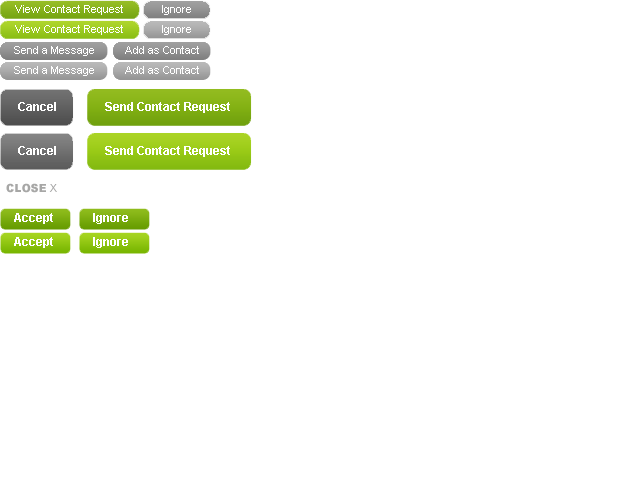 View Contact Request Ignore
View Contact Request Ignore
Send a Message Add as Contact
Send a Message Add as Contact
Cancel Send Contact Request
Cancel Send Contact Request
CLOSE X
Accept Ignore
Accept Ignore